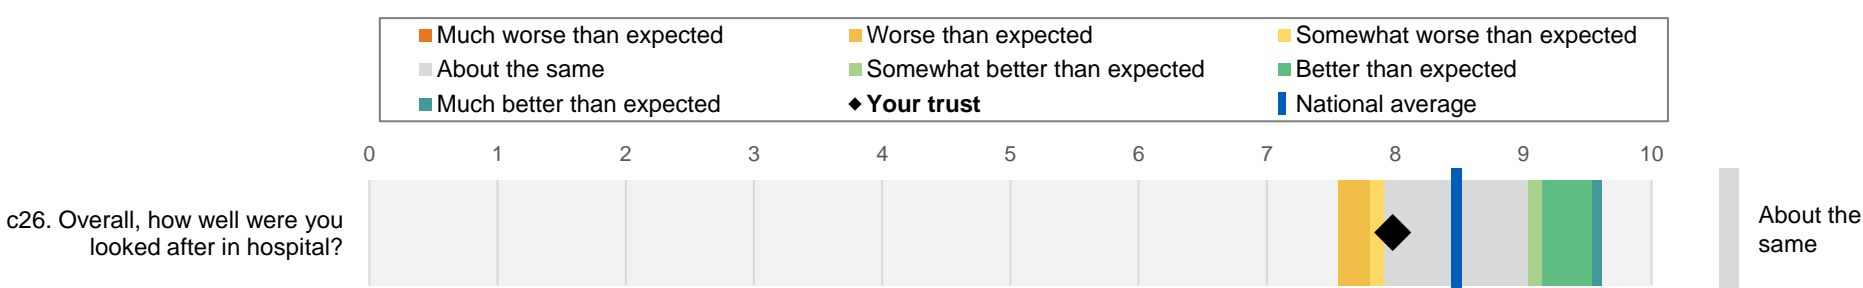 Much worse than expected
Worse than expected
Somewhat worse than expected
About the same
Somewhat better than expected
Better than expected
Much better than expected
Your trust
National average
0 1 2 3 4 5 6 7 8 9 10
c26. Overall, how well were you
looked after in hospital?
About the
same